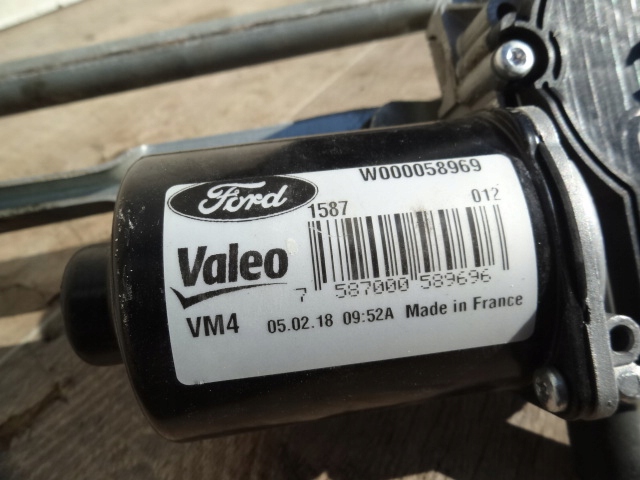 W000058969
Ford
1587 012
Valeo
7 587000 589696
VM4 05.02.18 09:52A Made in France